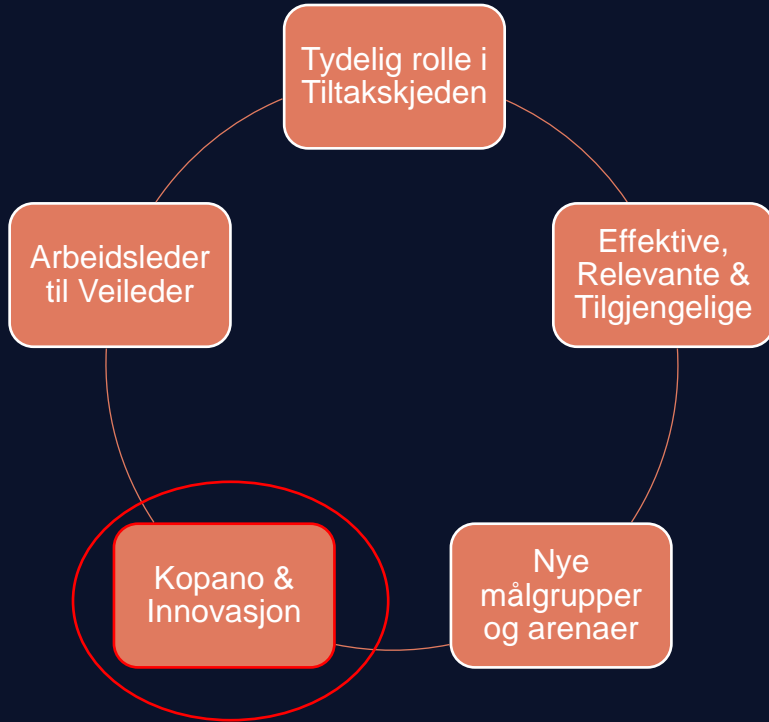 Tydelig rolle i
Tiltakskjeden
Effektive,
Relevante &
Tilgjengelige
Nye
målgrupper
og arenaer
Kopano &
Innovasjon
Arbeidsleder
til Veileder